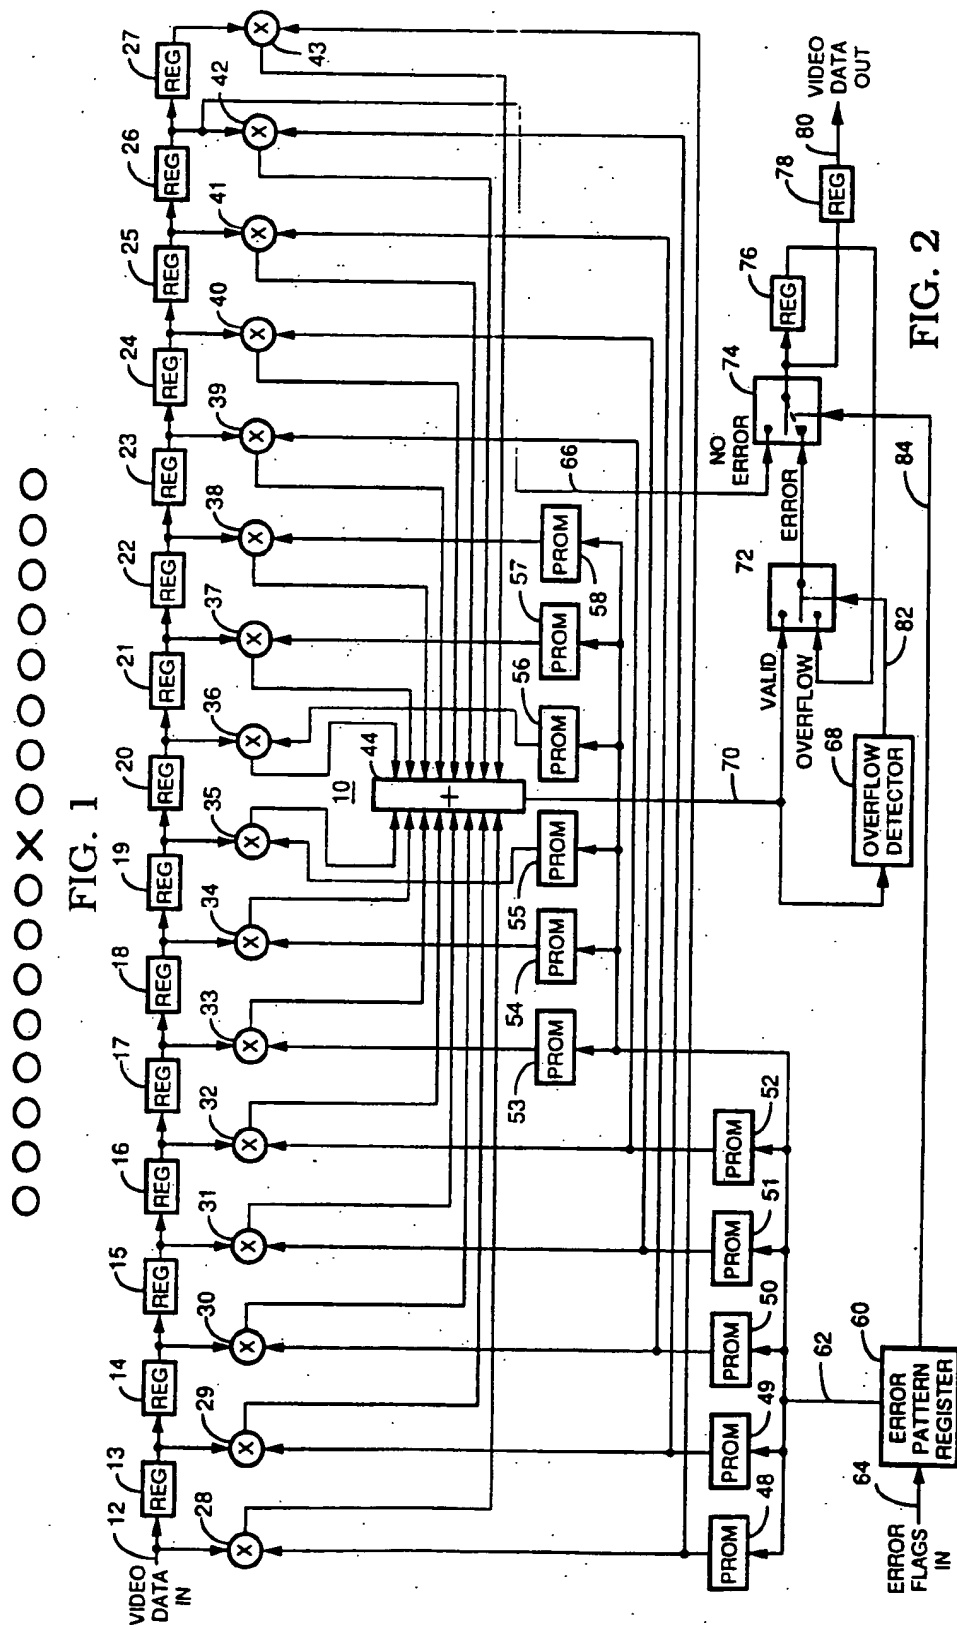 O O O O O O O O X O O O O O O O O
FIG. 1
12 13 14 15 16 17 18 19 20 21 22 23 24 25 26 27
REG REG REG REG REG REG REG REG REG REG REG REG REG REG REG
VIDEO
DATA
IN
28 29 30 31 32 33 34 35 36 37 38 39 40 41 42 43
X X X X X X X X X X X X X X X X
10
44
+
53 54 55 56 57 58
PROM PROM PROM PROM PROM PROM
66
48 49 50 51 52
PROM PROM PROM PROM PROM
70
NO
ERROR
74
76
REG
78
REG
80
VIDEO
DATA
OUT
VALID
OVERFLOW
72
ERROR
68
OVERFLOW
DETECTOR
82
62
60
ERROR
PATTERN
REGISTER
64
ERROR
FLAGS
IN
84
FIG. 2